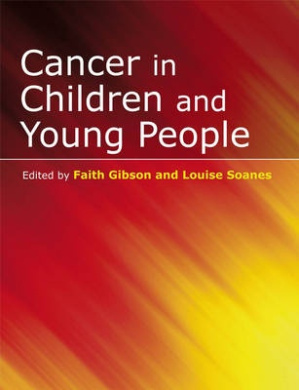 Cancer in
Children and
Young People
Edited by Faith Gibson and Louise Soanes